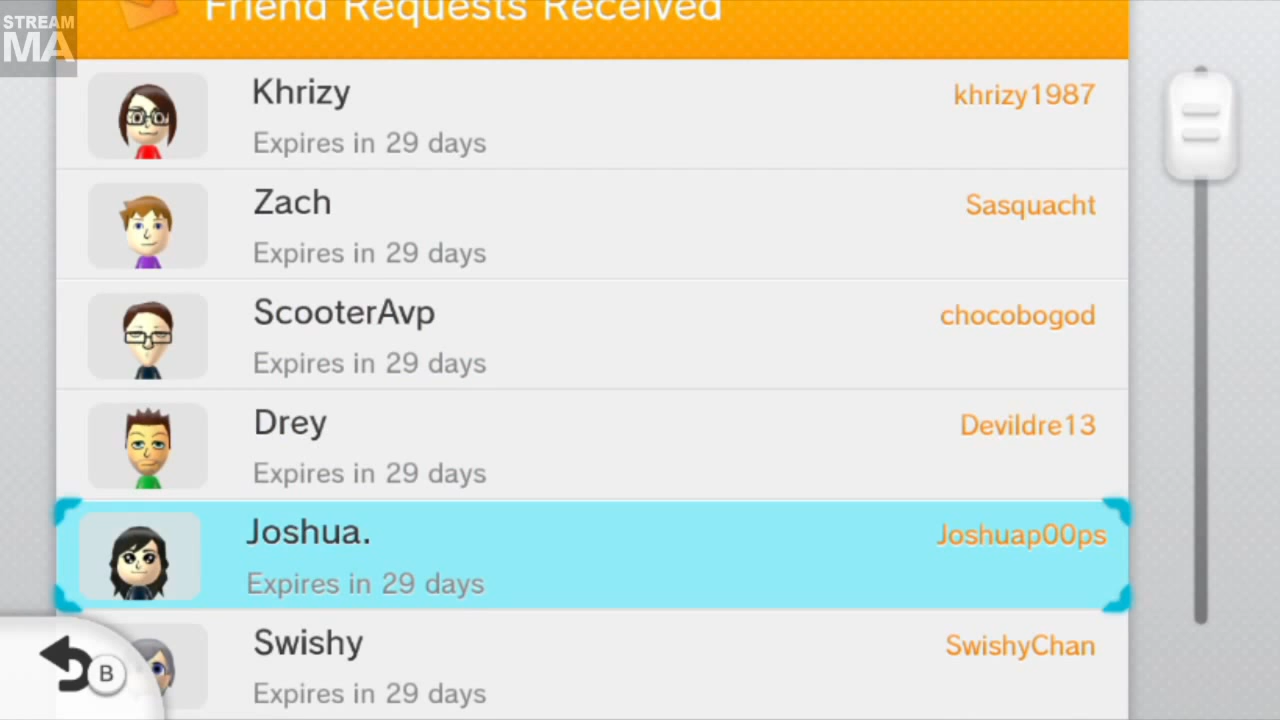 STREAM
MA
Friend Requests Received
Khrizy
khrizy1987
Expires in 29 days
Zach
Sasquacht
Expires in 29 days
ScooterAvp
chocobogod
Expires in 29 days
Drey
Devildre13
Expires in 29 days
Joshua.
Joshuap00ps
Expires in 29 days
Swishy
SwishyChan
Expires in 29 days
B